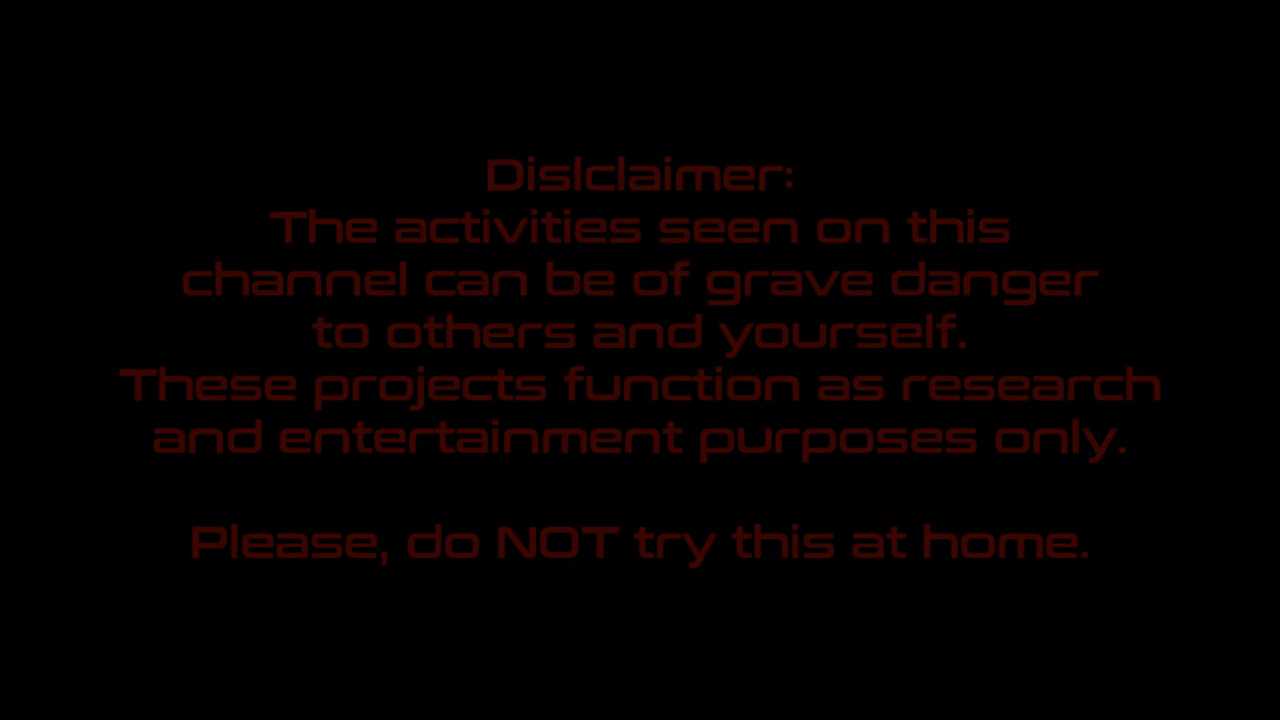 Dislclaimer:
The activities seen on this
channel can be of grave danger
to others and yourself.
These projects function as research
and entertainment purposes only.
Please, do NOT try this at home.